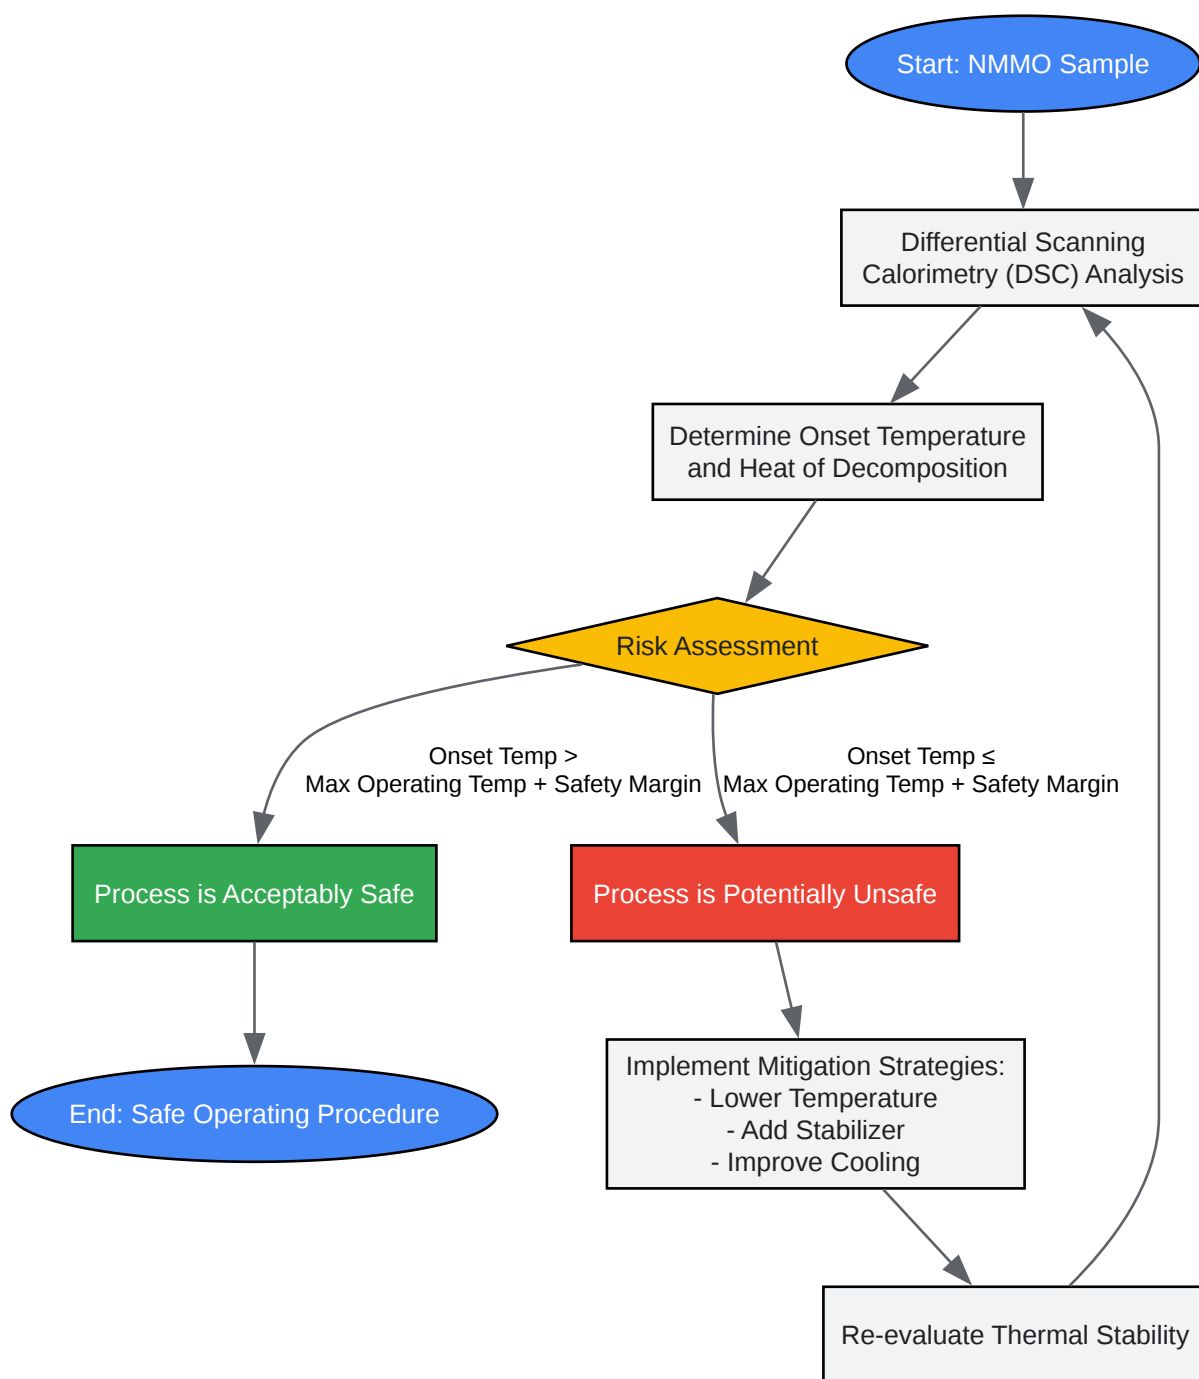 Start: NMMO Sample
Differential Scanning
Calorimetry (DSC) Analysis
Determine Onset Temperature
and Heat of Decomposition
Risk Assessment
Onset Temp >
Max Operating Temp + Safety Margin
Onset Temp ≤
Max Operating Temp + Safety Margin
Process is Acceptably Safe
Process is Potentially Unsafe
End: Safe Operating Procedure
Implement Mitigation Strategies:
- Lower Temperature
- Add Stabilizer
- Improve Cooling
Re-evaluate Thermal Stability